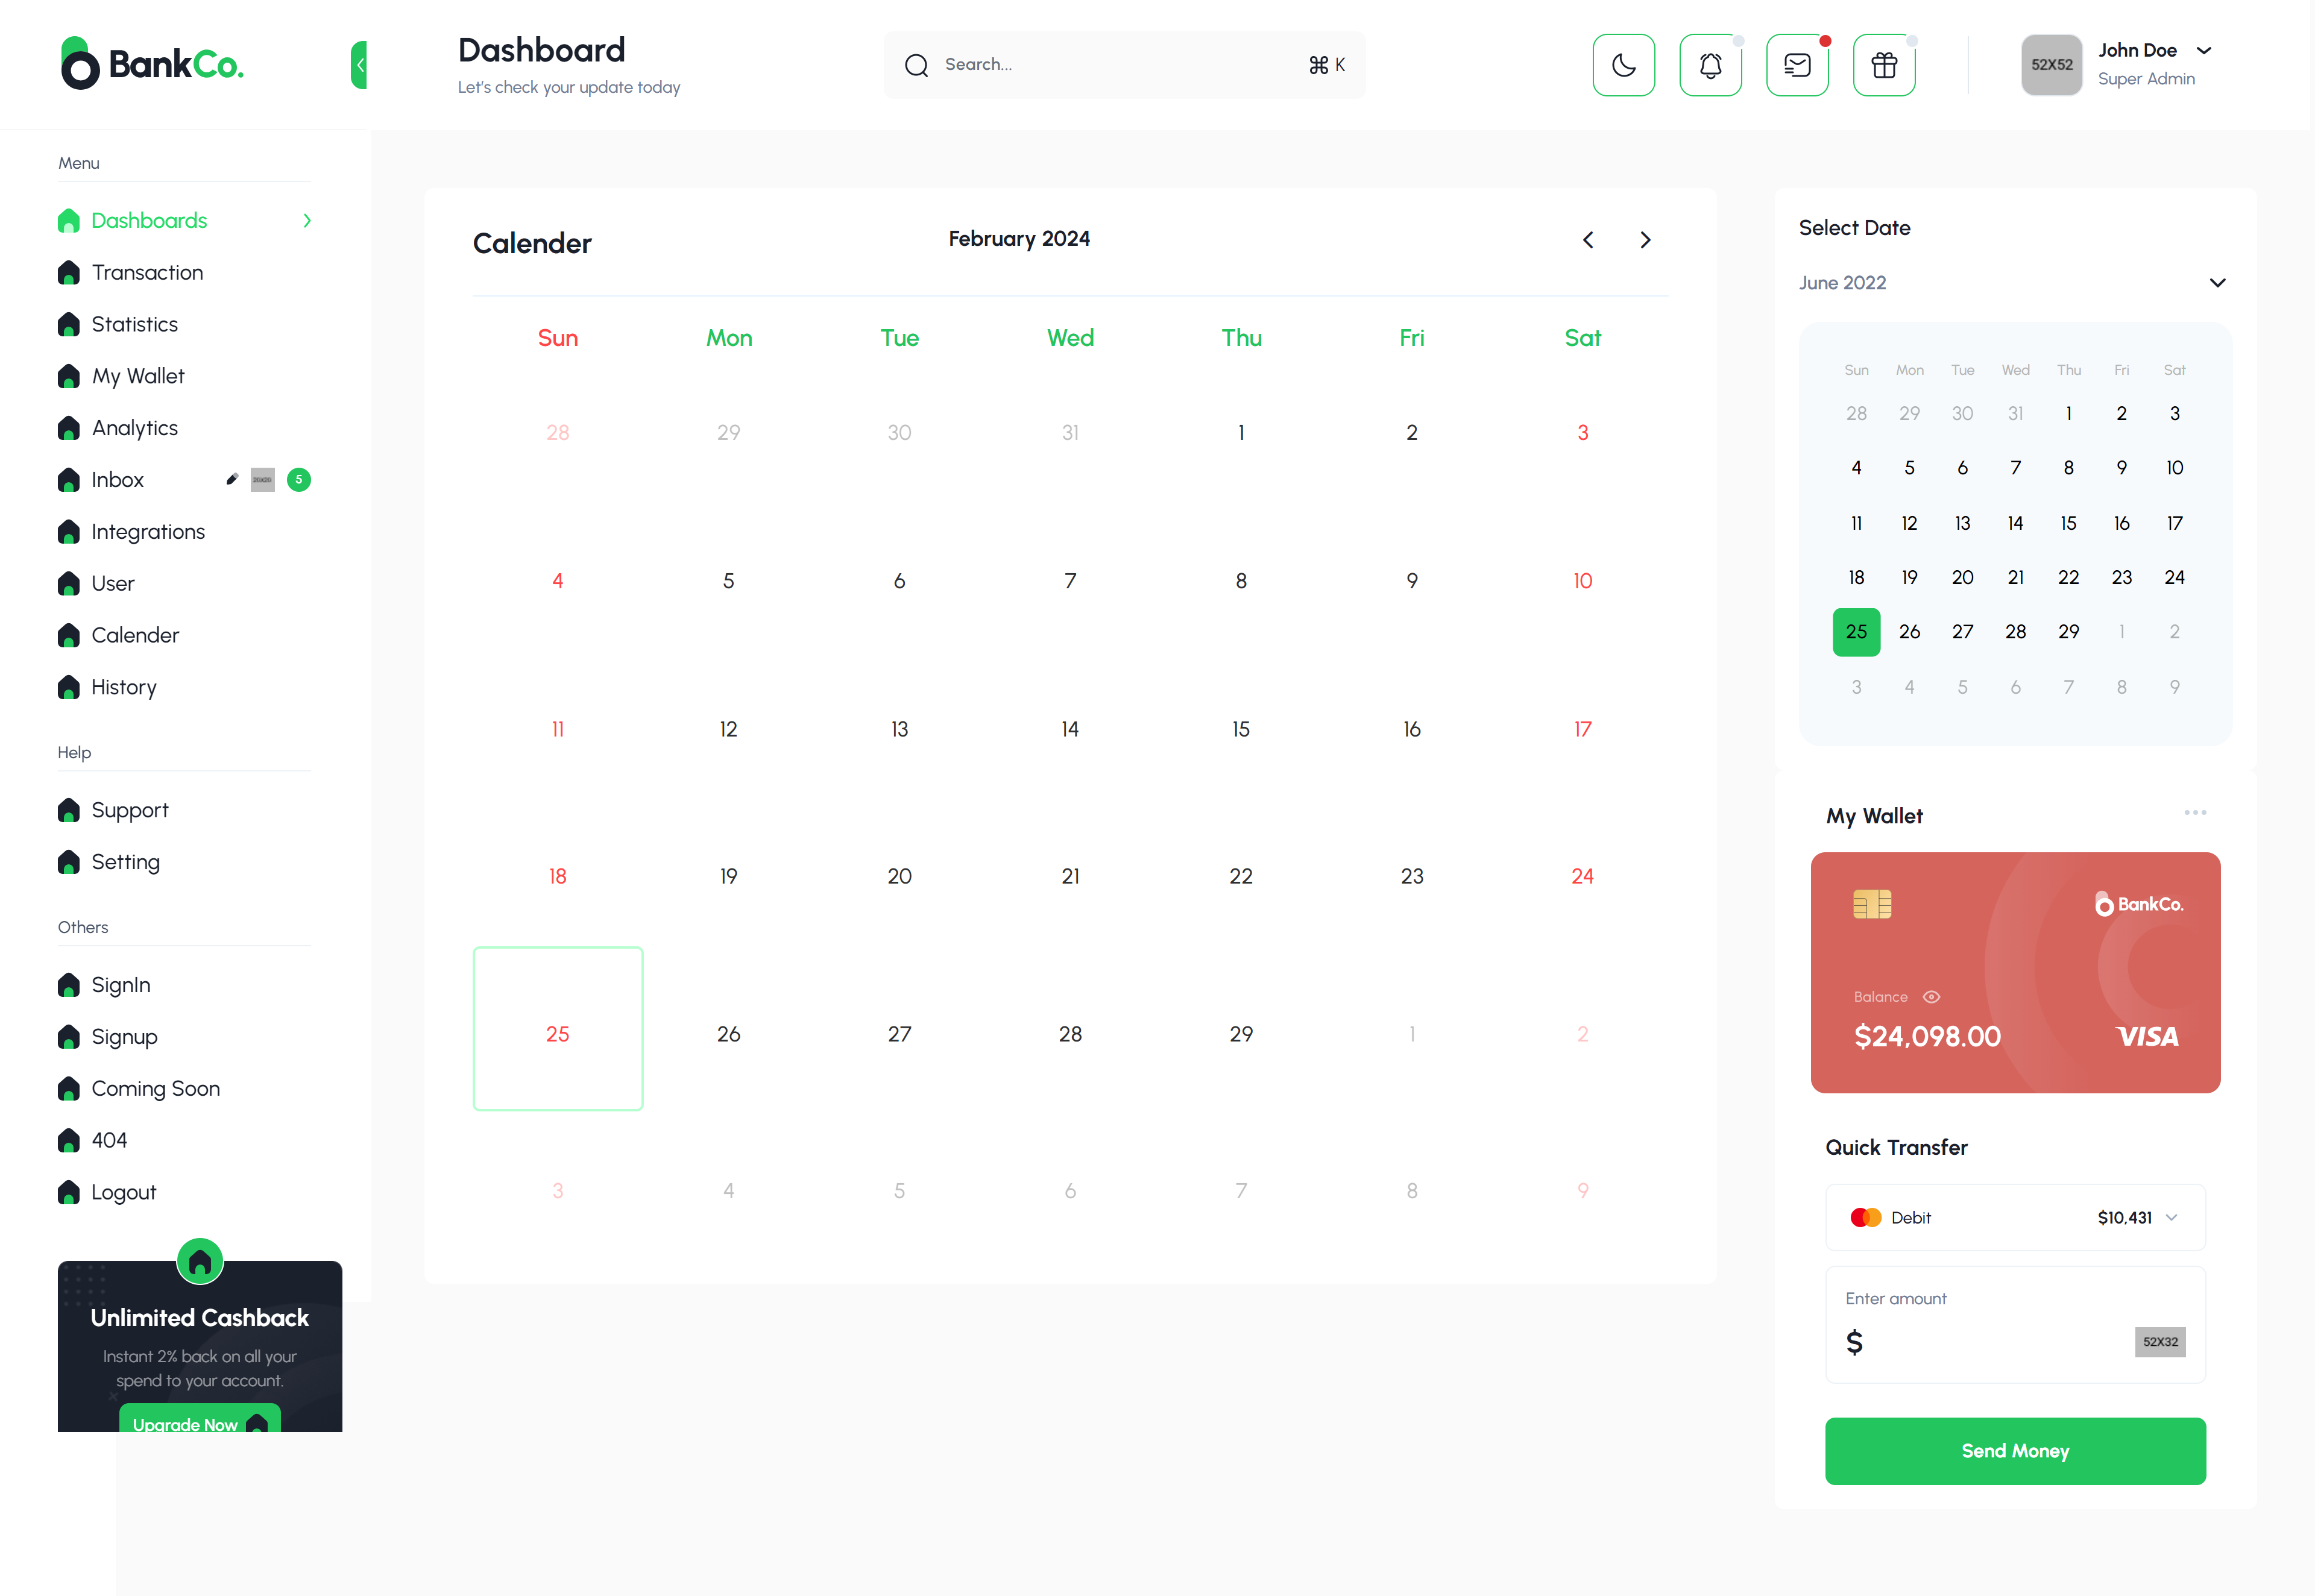 BankCo.
Dashboard
Let's check your update today
Search...
⌘ K
52X52
John Doe
Super Admin
Menu
Dashboards
Transaction
Statistics
My Wallet
Analytics
Inbox
20X20
5
Integrations
User
Calender
History
Help
Support
Setting
Others
SignIn
Signup
Coming Soon
404
Logout
Unlimited Cashback
Instant 2% back on all your
spend to your account.
Upgrade Now
Calender
February 2024
Sun Mon Tue Wed Thu Fri Sat
28 29 30 31 1 2 3
4 5 6 7 8 9 10
11 12 13 14 15 16 17
18 19 20 21 22 23 24
25 26 27 28 29 1 2
3 4 5 6 7 8 9
Select Date
June 2022
Sun Mon Tue Wed Thu Fri Sat
28 29 30 31 1 2 3
4 5 6 7 8 9 10
11 12 13 14 15 16 17
18 19 20 21 22 23 24
25 26 27 28 29 1 2
3 4 5 6 7 8 9
My Wallet
BankCo.
Balance
$24,098.00
VISA
Quick Transfer
Debit
$10,431
Enter amount
$
52X32
Send Money